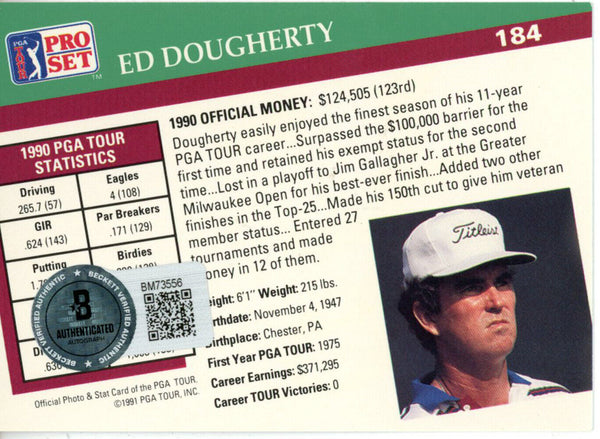 PGA TOUR
PRO SET
TM
ED DOUGHERTY
184
1990 PGA TOUR
STATISTICS
Driving
265.7 (57)
Eagles
4 (108)
GIR
.624 (143)
Par Breakers
.171 (129)
Putting
Birdies
BECKETT VERIFIED AUTHENTIC
BECKETT VERIFIED AUTHENTIC
B
AUTHENTICATED
AUTOGRAPH
BM73556
1990 OFFICIAL MONEY: $124,505 (123rd)
Dougherty easily enjoyed the finest season of his 11-year
PGA TOUR career...Surpassed the $100,000 barrier for the
first time and retained his exempt status for the second
time...Lost in a playoff to Jim Gallagher Jr. at the Greater
Milwaukee Open for his best-ever finish...Added two other
finishes in the Top-25...Made his 150th cut to give him veteran
member status... Entered 27
tournaments and made
money in 12 of them.
Height: 6'1" Weight: 215 lbs.
Birthdate: November 4, 1947
Birthplace: Chester, PA
First Year PGA TOUR: 1975
Career Earnings: $371,295
Career TOUR Victories: 0
Titleist
Official Photo & Stat Card of the PGA TOUR.
©1991 PGA TOUR, INC.